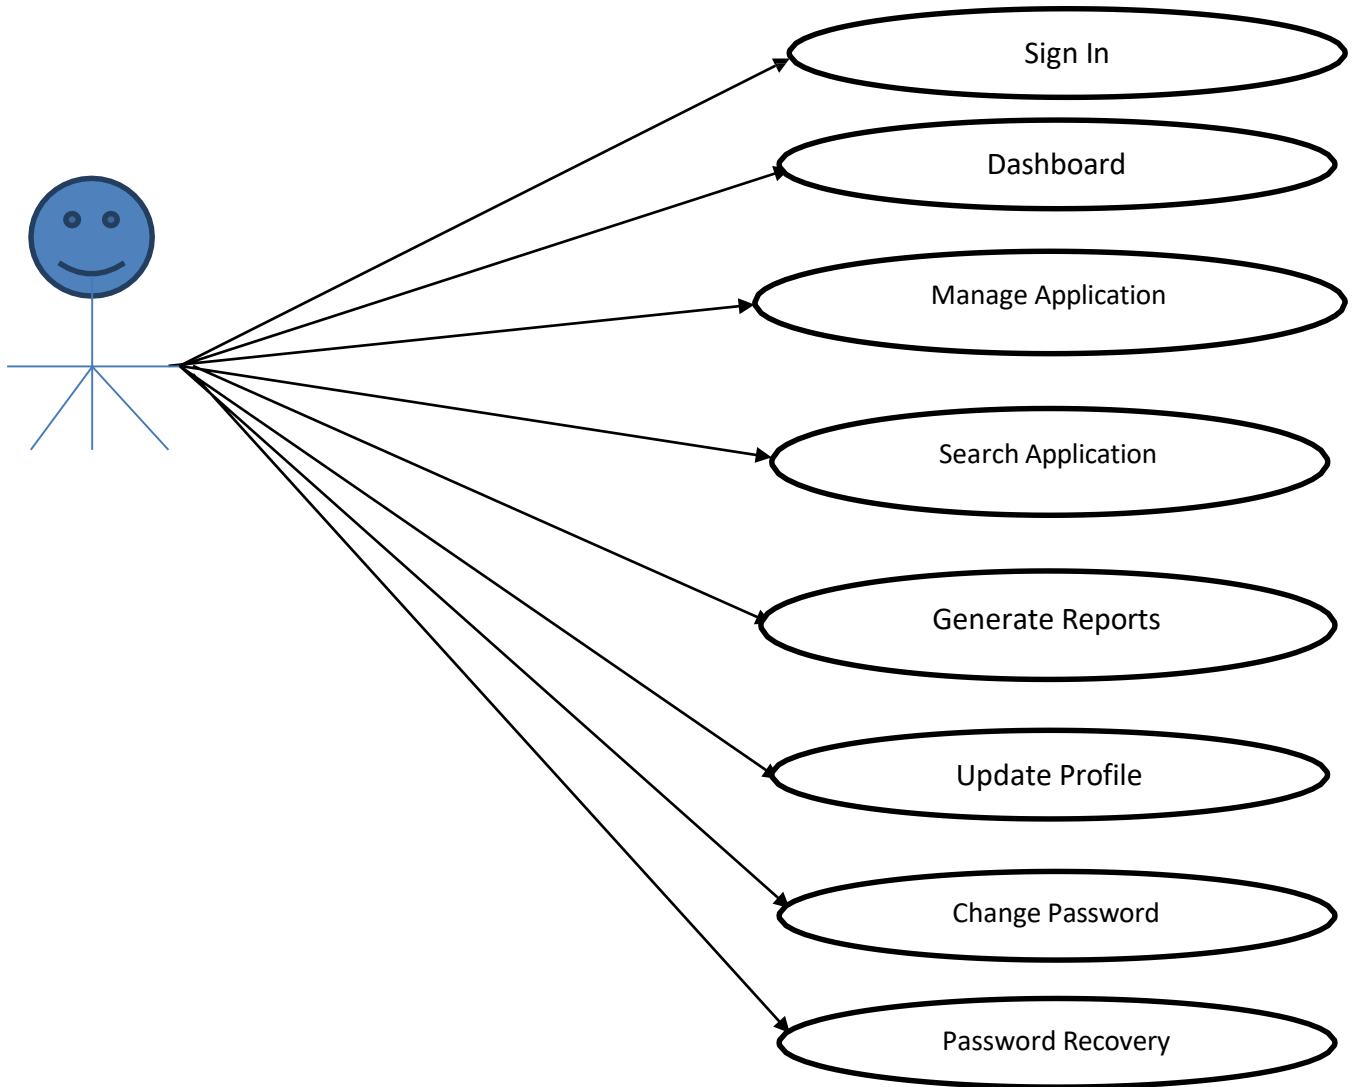 Sign In
Dashboard
Manage Application
Search Application
Generate Reports
Update Profile
Change Password
Password Recovery